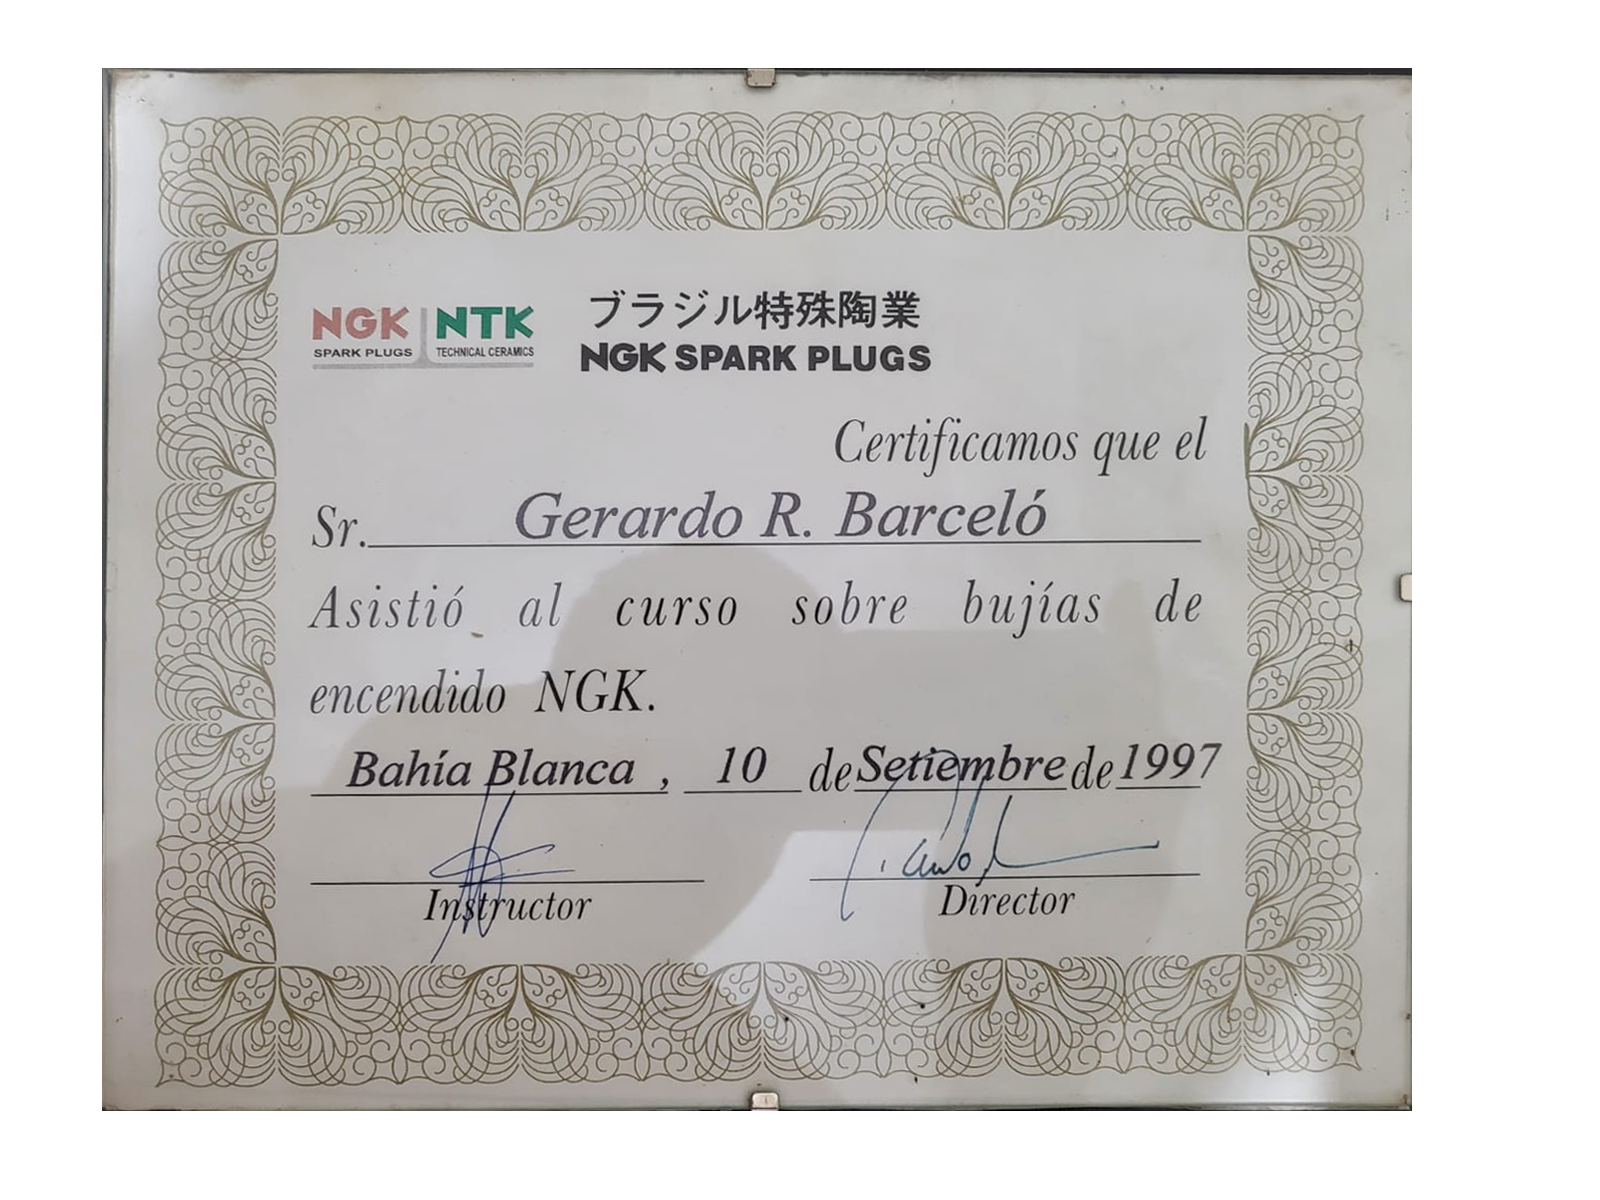 NGK NTK
SPARK PLUGS TECHNICAL CERAMICS
ブラジル特殊陶業
NGK SPARK PLUGS
Certificamos que el
Sr. Gerardo R. Barceló
Asistió al curso sobre bujías de
encendido NGK.
Bahía Blanca, 10 de Setiembre de 1997
Instructor Director